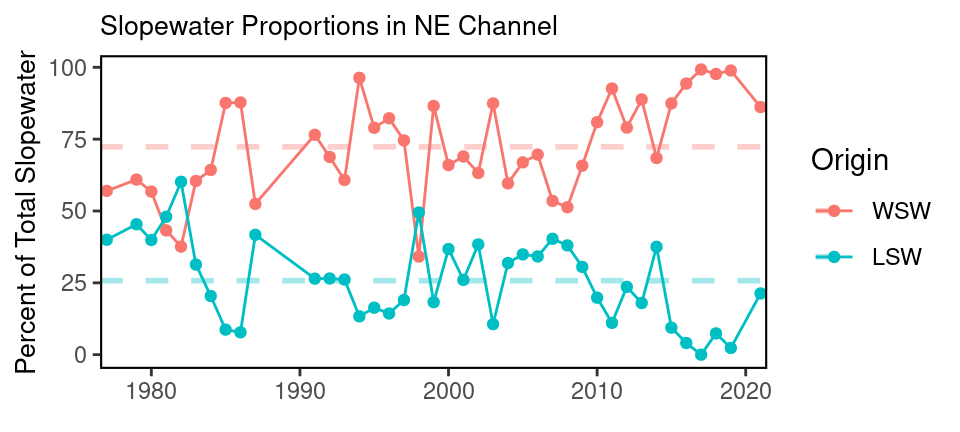 Slopewater Proportions in NE Channel
Percent of Total Slopewater
100
75
50
25
0
1980
1990
2000
2010
2020
Origin
WSW
LSW